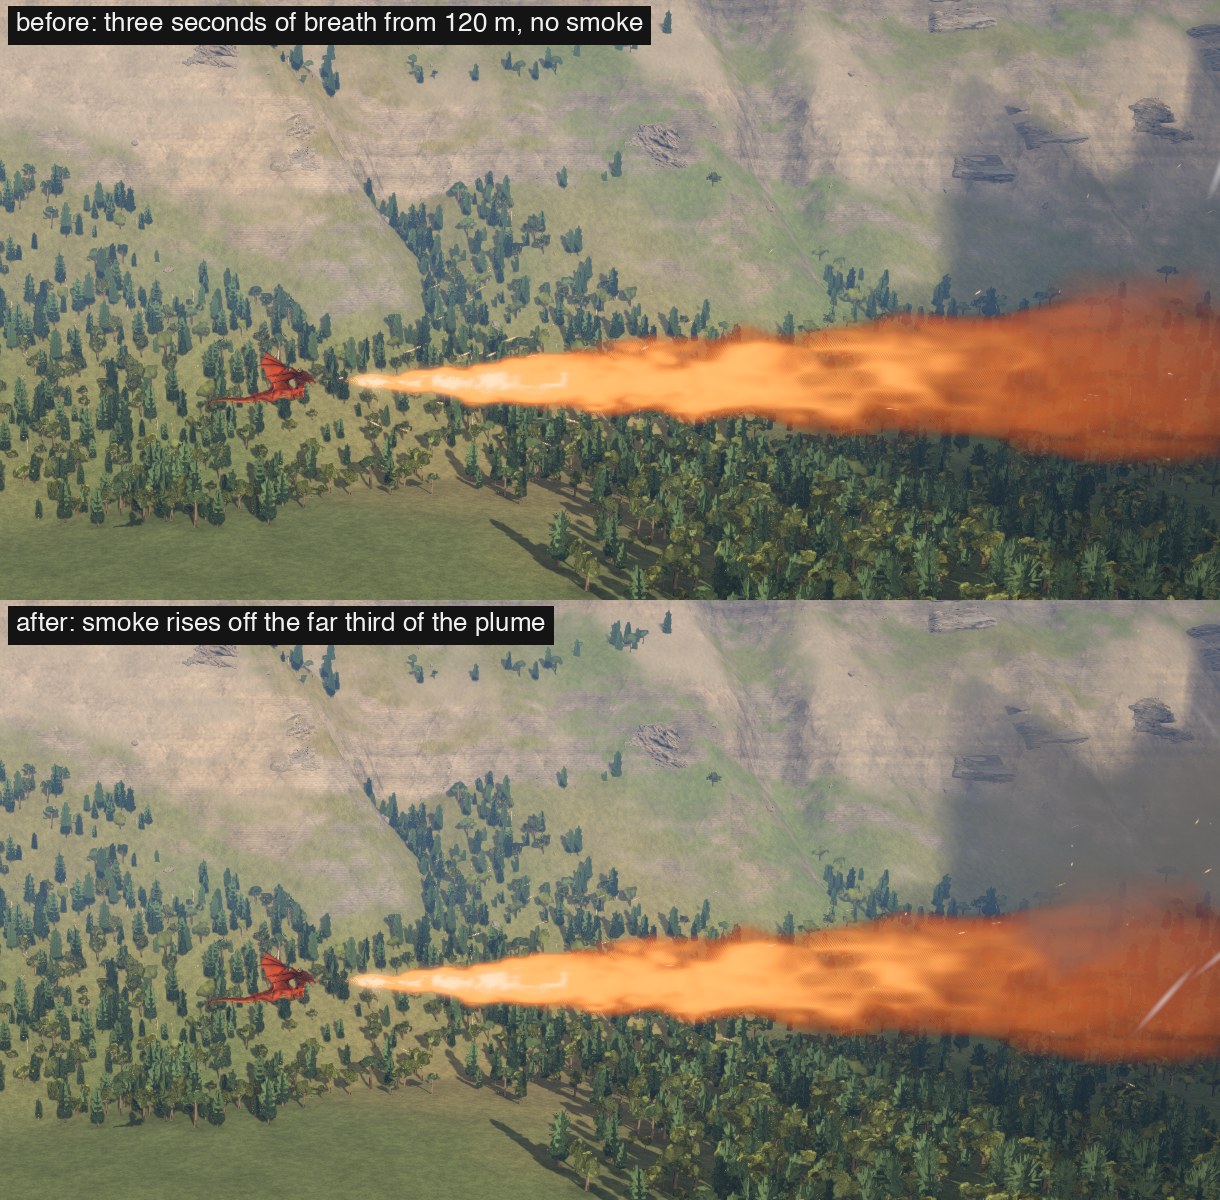 before: three seconds of breath from 120 m, no smoke
after: smoke rises off the far third of the plume